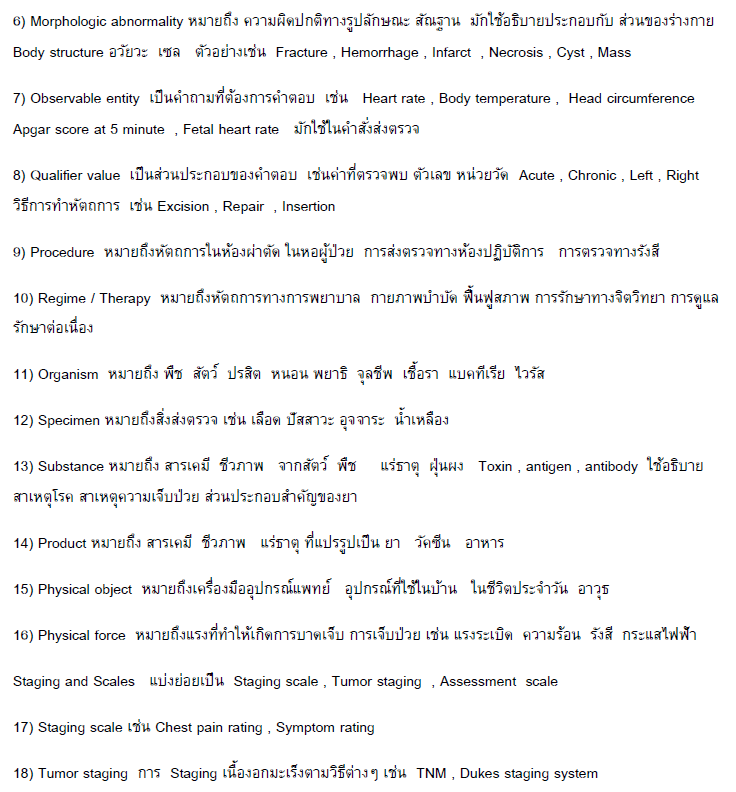 6) Morphologic abnormality หมายถึง ความผิดปกติทางรูปลักษณะ สัณฐาน มักใช้อธิบายประกอบกับ ส่วนของร่างกาย
Body structure อวัยวะ เซล ตัวอย่างเช่น Fracture , Hemorrhage , Infarct , Necrosis , Cyst , Mass
7) Observable entity เป็นคำถามที่ต้องการคำตอบ เช่น Heart rate , Body temperature , Head circumference
Apgar score at 5 minute , Fetal heart rate มักใช้ในคำสั่งส่งตรวจ
8) Qualifier value เป็นส่วนประกอบของคำตอบ เช่นค่าที่ตรวจพบ ตัวเลข หน่วยวัด Acute , Chronic , Left , Right
วิธีการทำหัตถการ เช่น Excision , Repair , Insertion
9) Procedure หมายถึงหัตถการในห้องผ่าตัด ในหอผู้ป่วย การส่งตรวจทางห้องปฏิบัติการ การตรวจทางรังสี
10) Regime / Therapy หมายถึงหัตถการทางการพยาบาล กายภาพบำบัด ฟื้นฟูสภาพ การรักษาทางจิตวิทยา การดูแล
รักษาต่อเนื่อง
11) Organism หมายถึง พืช สัตว์ ปรสิต หนอน พยาธิ จุลชีพ เชื้อรา แบคทีเรีย ไวรัส
12) Specimen หมายถึงสิ่งส่งตรวจ เช่น เลือด ปัสสาวะ อุจจาระ น้ำเหลือง
13) Substance หมายถึง สารเคมี ชีวภาพ จากสัตว์ พืช แร่ธาตุ ฝุ่นผง Toxin , antigen , antibody ใช้อธิบาย
สาเหตุโรค สาเหตุความเจ็บป่วย ส่วนประกอบสำคัญของยา
14) Product หมายถึง สารเคมี ชีวภาพ แร่ธาตุ ที่แปรรูปเป็น ยา วัคซีน อาหาร
15) Physical object หมายถึงเครื่องมืออุปกรณ์แพทย์ อุปกรณ์ที่ใช้ในบ้าน ในชีวิตประจำวัน อาวุธ
16) Physical force หมายถึงแรงที่ทำให้เกิดการบาดเจ็บ การเจ็บป่วย เช่น แรงระเบิด ความร้อน รังสี กระแสไฟฟ้า
Staging and Scales แบ่งย่อยเป็น Staging scale , Tumor staging , Assessment scale
17) Staging scale เช่น Chest pain rating , Symptom rating
18) Tumor staging การ Staging เนื้องอกมะเร็งตามวิธีต่างๆ เช่น TNM , Dukes staging system